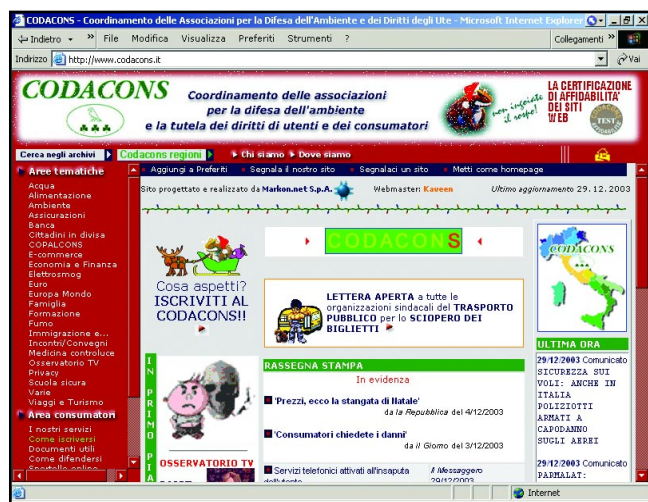 CODACONS - Coordinamento delle Associazioni per la Difesa dell'Ambiente e dei Diritti degli Ute - Microsoft Internet Explorer
Indietro
File Modifica Visualizza Preferiti Strumenti ?
Collegamenti
Indirizzo http://www.codacons.it
Vai
CODACONS
Coordinamento delle associazioni
per la difesa dell'ambiente
e la tutela dei diritti di utenti e dei consumatori
non ingoiate
il rospo!
LA CERTIFICAZIONE
DI AFFIDABILITA'
DEI SITI
WEB
TEST
Cerca negli archivi
Codacons regioni
Chi siamo
Dove siamo
Aree tematiche
Acqua
Alimentazione
Ambiente
Assicurazioni
Banca
Cittadini in divisa
COPALCONS
E-commerce
Economia e Finanza
Elettrosmog
Euro
Europa Mondo
Famiglia
Formazione
Fumo
Immigrazione e...
Incontri/Convegni
Medicina controluce
Osservatorio TV
Privacy
Scuola sicura
Varie
Viaggi e Turismo
Area consumatori
I nostri servizi
Come iscriversi
Documenti utili
Come difendersi
Sportello online
Aggiungi a Preferiti
Segnala il nostro sito
Segnalaci un sito
Metti come homepage
Sito progettato e realizzato da Markon.net S.p.A.
Webmaster: Kaveen
Ultimo aggiornamento 29.12.2003
Cosa aspetti?
ISCRIVITI AL
CODACONS!!
CODACONS
LETTERA APERTA a tutte le
organizzazioni sindacali del TRASPORTO
PUBBLICO per lo SCIOPERO DEI
BIGLIETTI
IN PRIMO PIA
OSSERVATORIO TV
RASSEGNA STAMPA
In evidenza
'Prezzi, ecco la stangata di Natale'
da la Repubblica del 4/12/2003
'Consumatori chiedete i danni'
da il Giorno del 3/12/2003
Servizi telefonici attivati all'insaputa
dell'utente
Il Messaggero
19/11/2003
CODACONS
ULTIMA ORA
29/12/2003 Comunicato
SICUREZZA SUI
VOLI: ANCHE IN
ITALIA
POLIZIOTTI
ARMATI A
CAPODANNO
SUGLI AEREI
29/12/2003 Comunicato
PARMALAT:
Internet